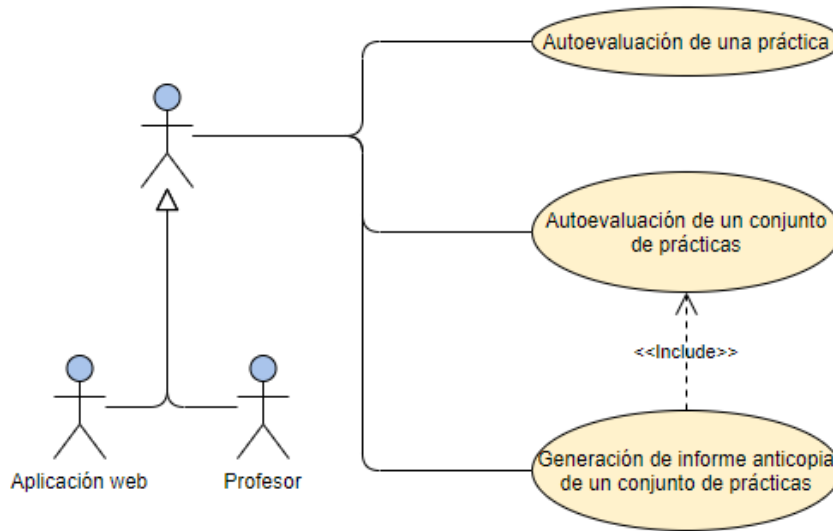 Autoevaluación de una práctica
Autoevaluación de un conjunto
de prácticas
<<Include>>
Generación de informe anticopia
de un conjunto de prácticas
Aplicación web
Profesor